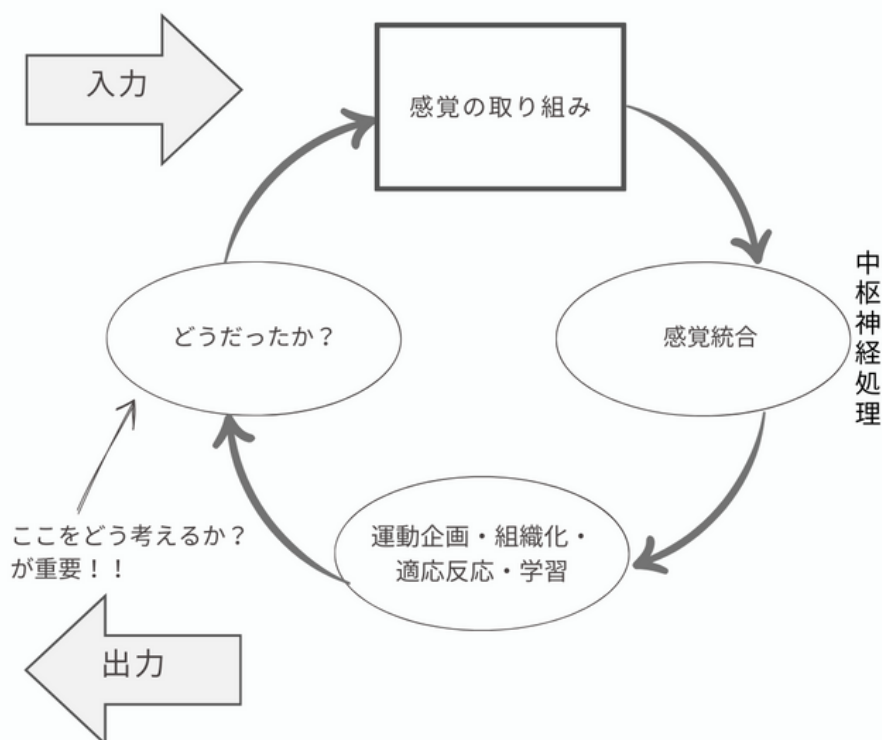 入力
感覚の取り組み
どうだったか？
感覚統合
中枢神経処理
運動企画・組織化・
適応反応・学習
ここをどう考えるか？
が重要！！
出力